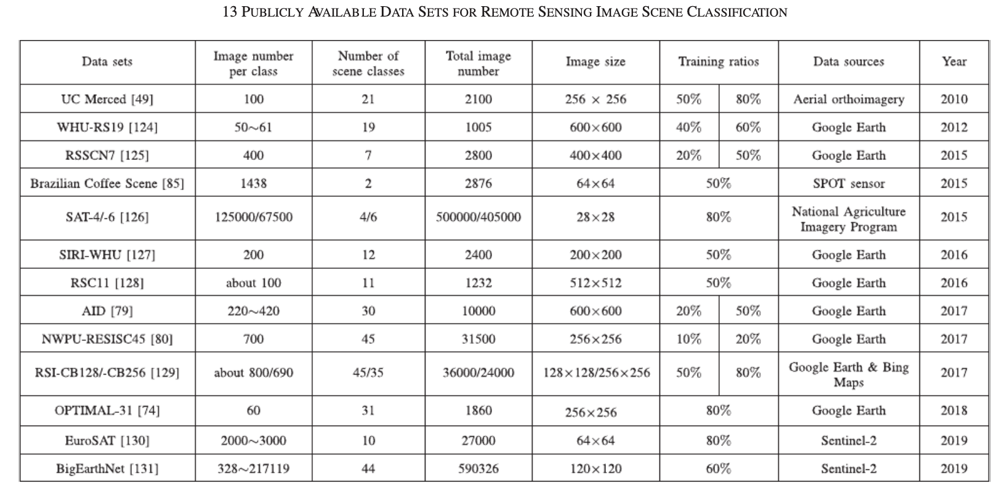 13 PUBLICLY AVAILABLE DATA SETS FOR REMOTE SENSING IMAGE SCENE CLASSIFICATION
Data sets Image number per class Number of scene classes Total image number Image size Training ratios Data sources Year
UC Merced [49] 100 21 2100 256 × 256 50% 80% Aerial orthoimagery 2010
WHU-RS19 [124] 50~61 19 1005 600×600 40% 60% Google Earth 2012
RSSCN7 [125] 400 7 2800 400×400 20% 50% Google Earth 2015
Brazilian Coffee Scene [85] 1438 2 2876 64×64 50% SPOT sensor 2015
SAT-4/-6 [126] 125000/67500 4/6 500000/405000 28×28 80% National Agriculture Imagery Program 2015
SIRI-WHU [127] 200 12 2400 200×200 50% Google Earth 2016
RSC11 [128] about 100 11 1232 512×512 50% Google Earth 2016
AID [79] 220~420 30 10000 600×600 20% 50% Google Earth 2017
NWPU-RESISC45 [80] 700 45 31500 256×256 10% 20% Google Earth 2017
RSI-CB128/-CB256 [129] about 800/690 45/35 36000/24000 128×128/256×256 50% 80% Google Earth & Bing Maps 2017
OPTIMAL-31 [74] 60 31 1860 256×256 80% Google Earth 2018
EuroSAT [130] 2000~3000 10 27000 64×64 80% Sentinel-2 2019
BigEarthNet [131] 328~217119 44 590326 120×120 60% Sentinel-2 2019